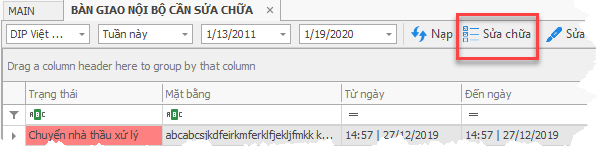 MAIN BÀN GIAO NỘI BỘ CẦN SỬA CHỮA ×
DIP Việt ... Tuần này 1/13/2011 1/19/2020 Nạp Sửa chữa Sửa
Drag a column header here to group by that column
Trạng thái Mặt bằng Từ ngày Đến ngày
ABC ABC = =
Chuyển nhà thầu xử lý 14:57 | 27/12/2019 14:57 | 27/12/2019